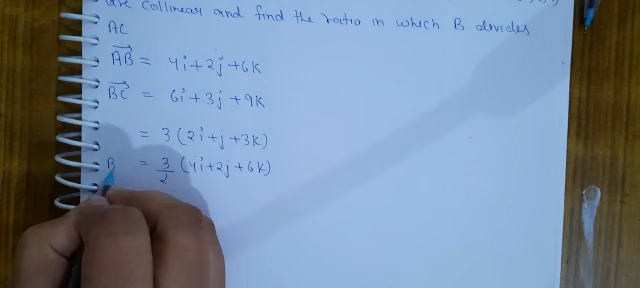 are collinear and find the ratio in which B divides
AC
AB = 4i+2j+6k
BC = 6i+3j+9k
= 3(2i+j+3k)
B = 3/2 (4i+2j+6k)